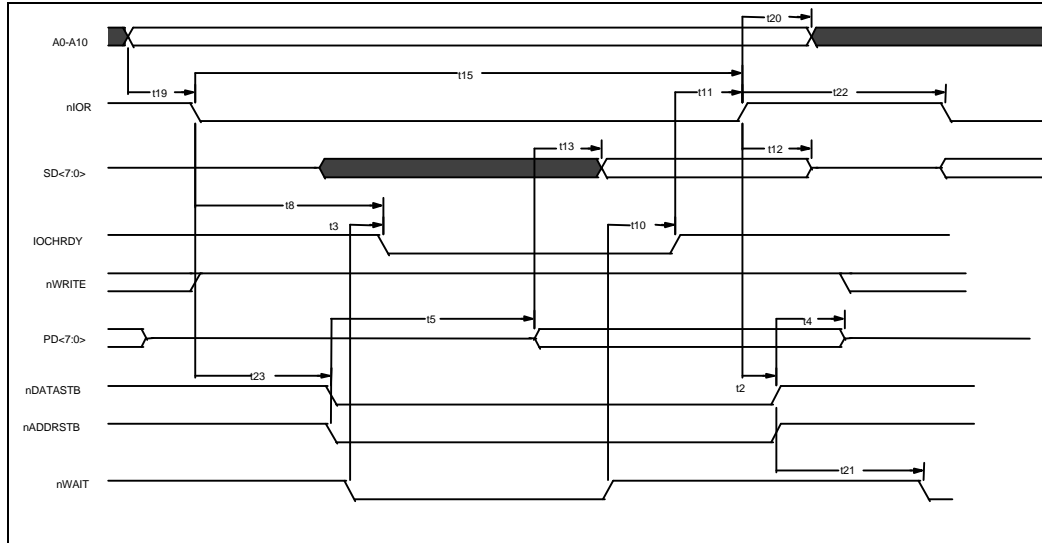 t20
A0-A10
t15
t19
t11
t22
nIOR
t13
t12
SD<7:0>
t8
t3
t10
IOCHRDY
nWRITE
t5
t4
PD<7:0>
t23
t2
nDATASTB
nADDRSTB
t21
nWAIT